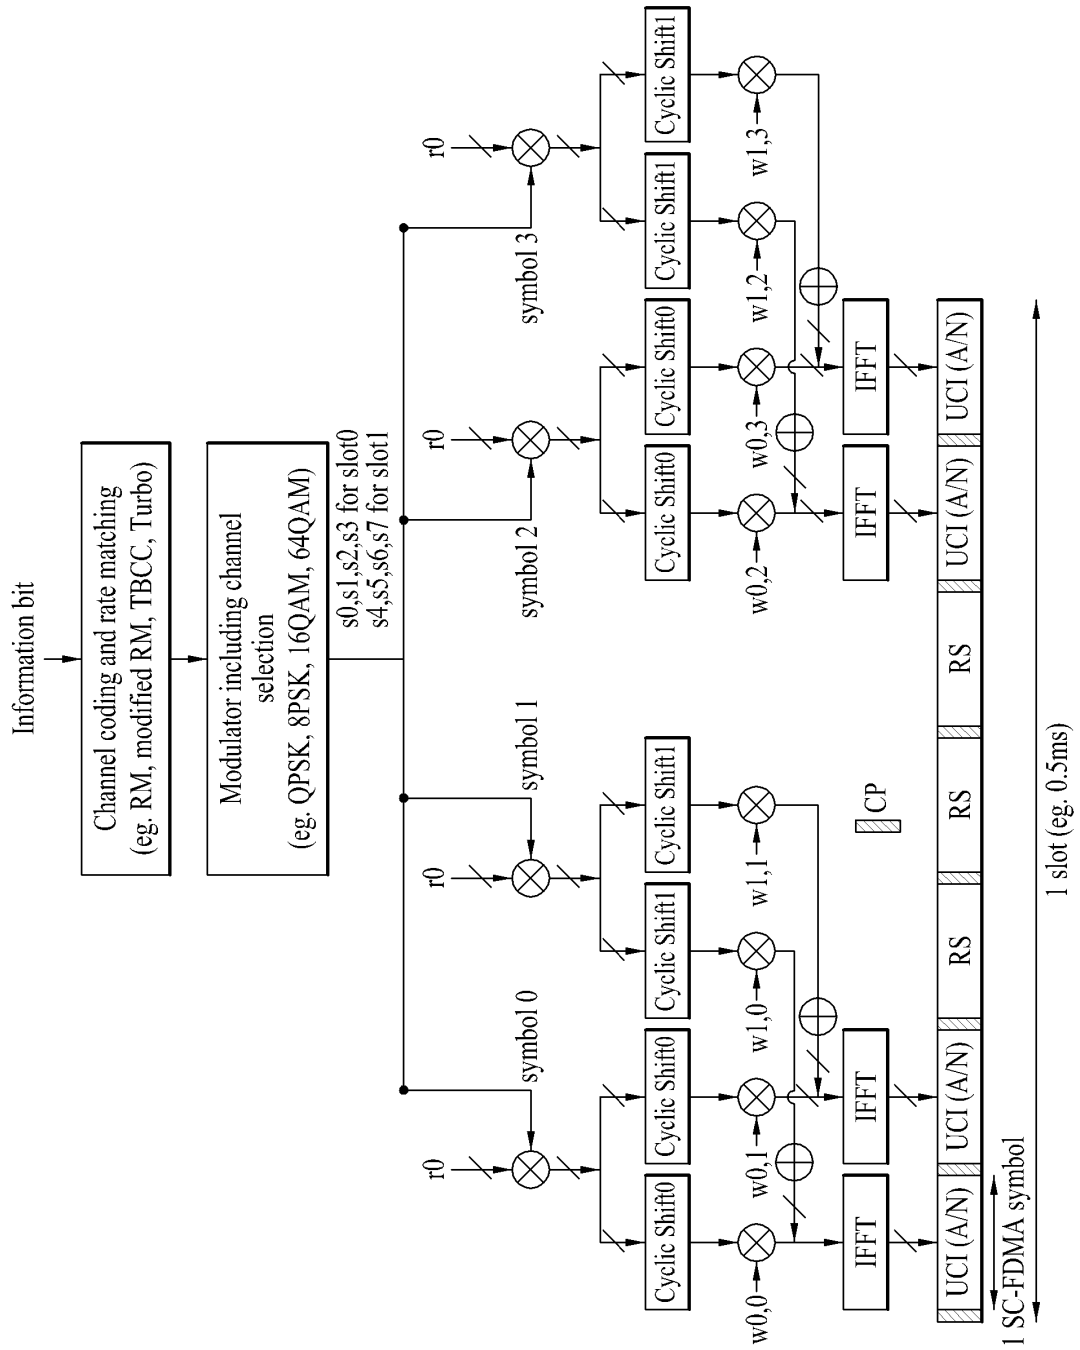 Information bit
Channel coding and rate matching
(eg. RM, modified RM, TBCC, Turbo)
Modulator including channel
selection
(eg. QPSK, 8PSK, 16QAM, 64QAM)
s0,s1,s2,s3 for slot0
s4,s5,s6,s7 for slot1
r0
r0
r0
r0
symbol 0
symbol 1
symbol 2
symbol 3
Cyclic Shift0
Cyclic Shift0
Cyclic Shift1
Cyclic Shift1
Cyclic Shift0
Cyclic Shift0
Cyclic Shift1
Cyclic Shift1
w0,0
w0,1
w1,0
w1,1
w0,2
w0,3
w1,2
w1,3
IFFT
IFFT
CP
IFFT
IFFT
UCI (A/N)
UCI (A/N)
RS
RS
RS
UCI (A/N)
UCI (A/N)
1 SC-FDMA symbol
1 slot (eg. 0.5ms)